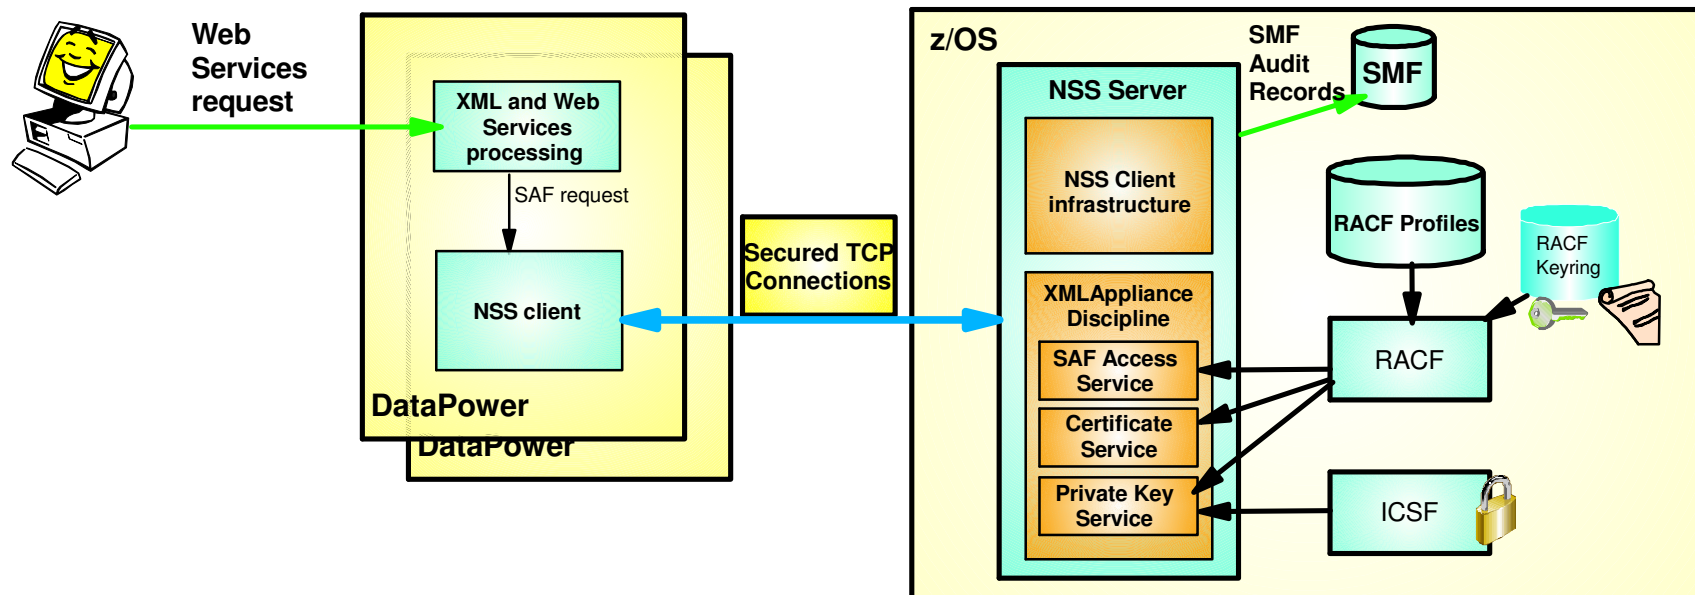 Web
Services
request
XML and Web
Services
processing
SAF request
NSS client
DataPower
DataPower
Secured TCP
Connections
z/OS
NSS Server
NSS Client
infrastructure
XMLAppliance
Discipline
SAF Access
Service
Certificate
Service
Private Key
Service
SMF
Audit
Records
SMF
RACF Profiles
RACF
Keyring
RACF
ICSF